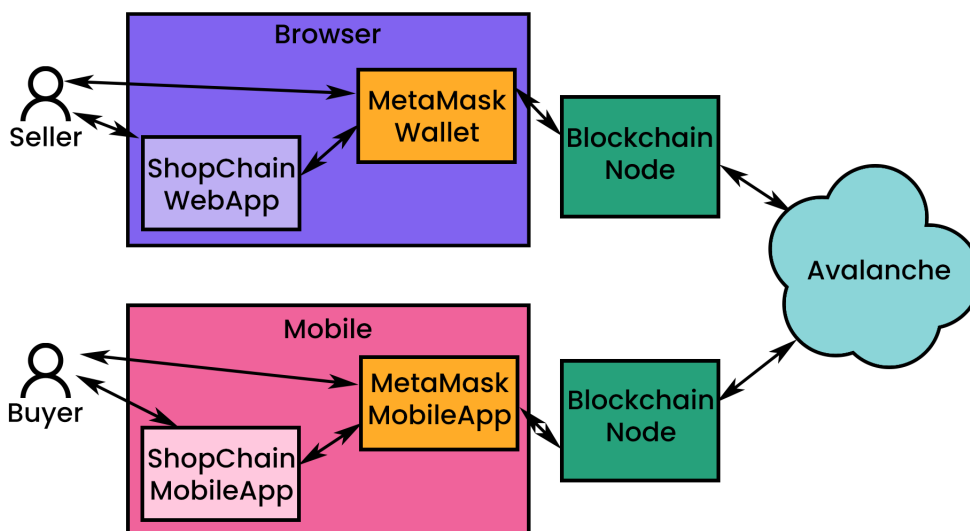 Browser
MetaMask
Wallet
Seller
ShopChain
WebApp
Blockchain
Node
Avalanche
Mobile
MetaMask
MobileApp
Buyer
ShopChain
MobileApp
Blockchain
Node